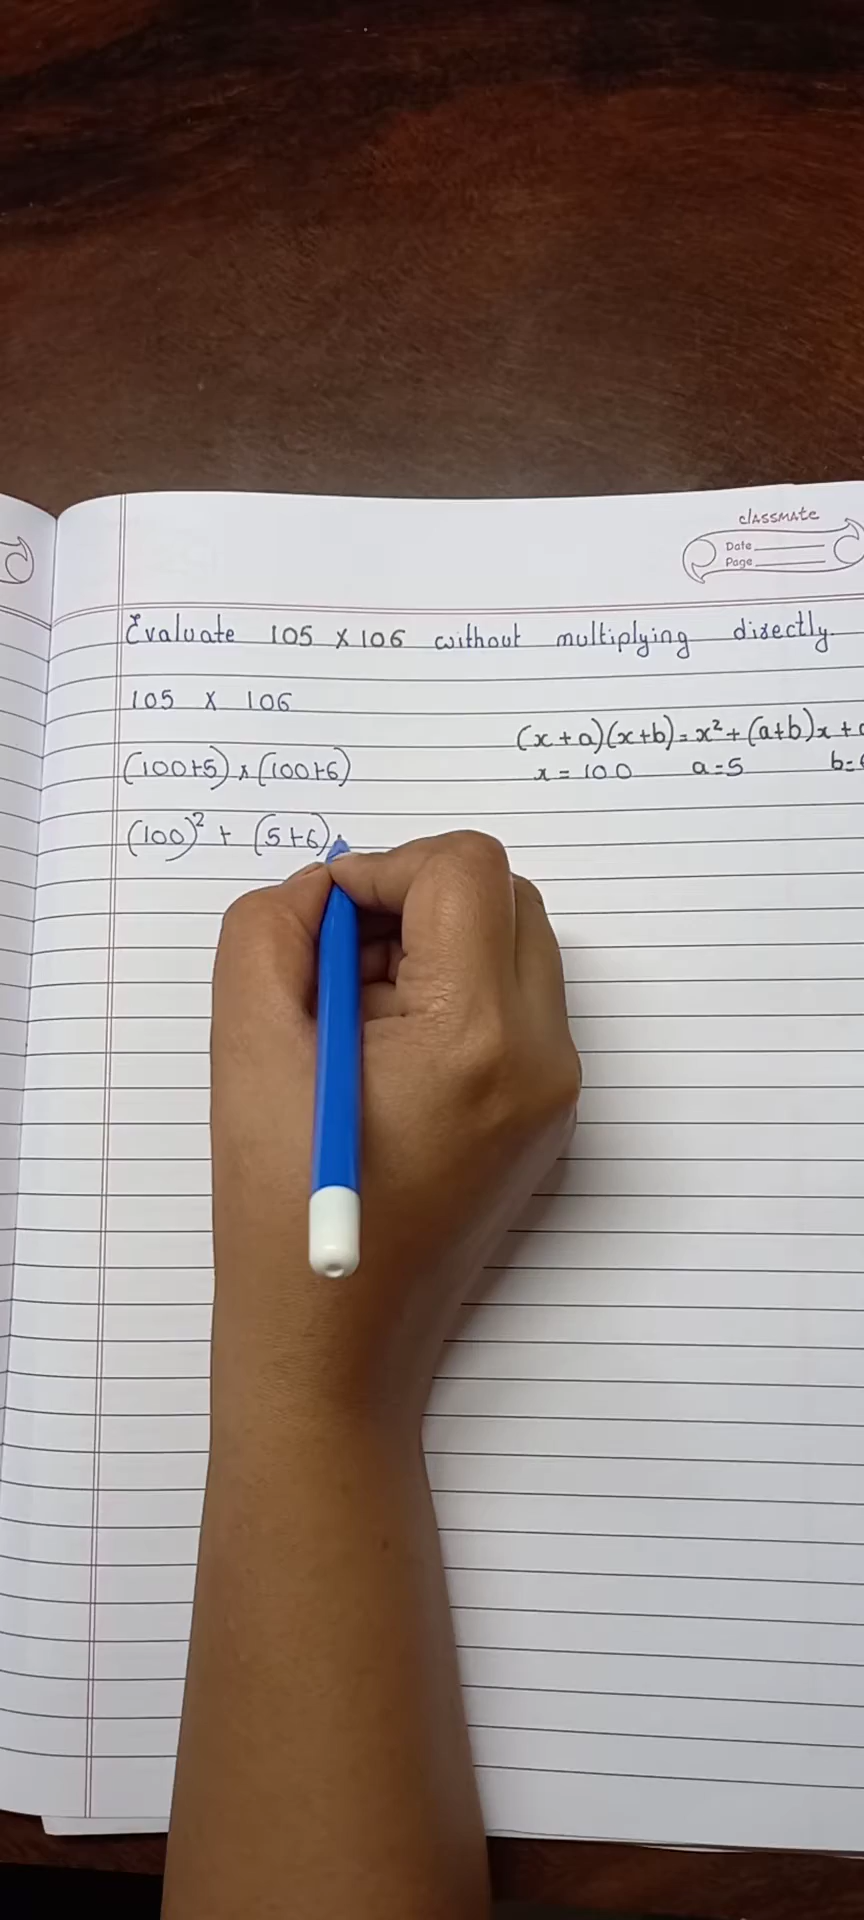 classmate
Date
Page
Evaluate 105 x 106 without multiplying directly.
105 x 106
(x+a)(x+b)=x²+(a+b)x+
(100+5)x(100+6)
x=100 a=5 b=
(100)²+(5+6)